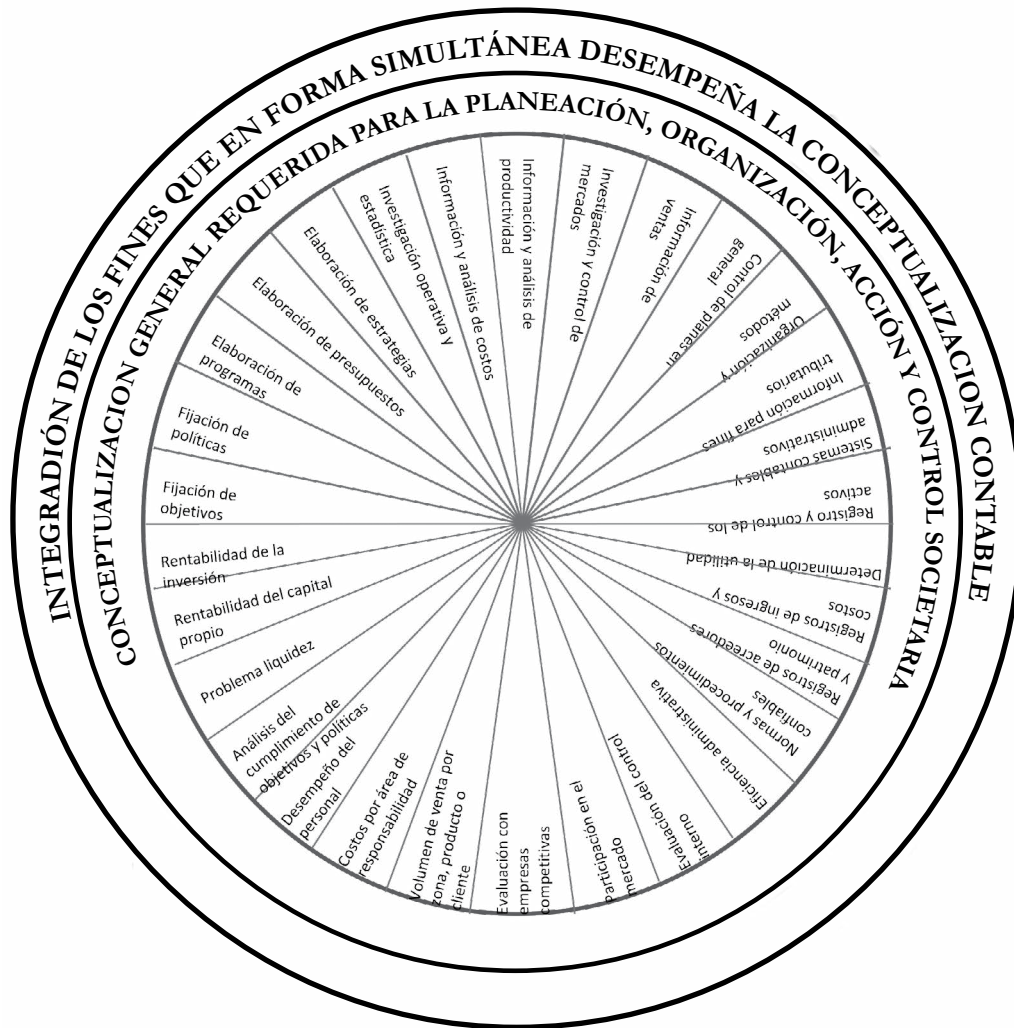 INTEGRADIÓN DE LOS FINES QUE EN FORMA SIMULTÁNEA DESEMPEÑA LA CONCEPTUALIZACION CONTABLE
CONCEPTUALIZACION GENERAL REQUERIDA PARA LA PLANEACIÓN, ORGANIZACIÓN, ACCIÓN Y CONTROL SOCIETARIA
Información y análisis de
productividad
Investigación y control de
mercados
Información de
ventas
Control de planes en
general
Organización y
métodos
Información para fines
tributarios
Sistemas contables y
administrativos
Registro y control de los
activos
Determinación de la utilidad
Registros de ingresos y
costos
Registros de acreedores
y patrimonio
Normas y procedimientos
confiables
Eficiencia administrativa
Evaluación del control
interno
Participación en el
mercado
Evaluación con
empresas
competitivas
Volumen de venta por
zona, producto o
cliente
Costos por área de
responsabilidad
Desempeño del
personal
Análisis del
cumplimiento de
objetivos y políticas
Problema liquidez
Rentabilidad del capital
propio
Rentabilidad de la
inversión
Fijación de
objetivos
Fijación de
políticas
Elaboración de
programas
Elaboración de presupuestos
Elaboración de estrategias
Investigación operativa y
estadística
Información y análisis de costos